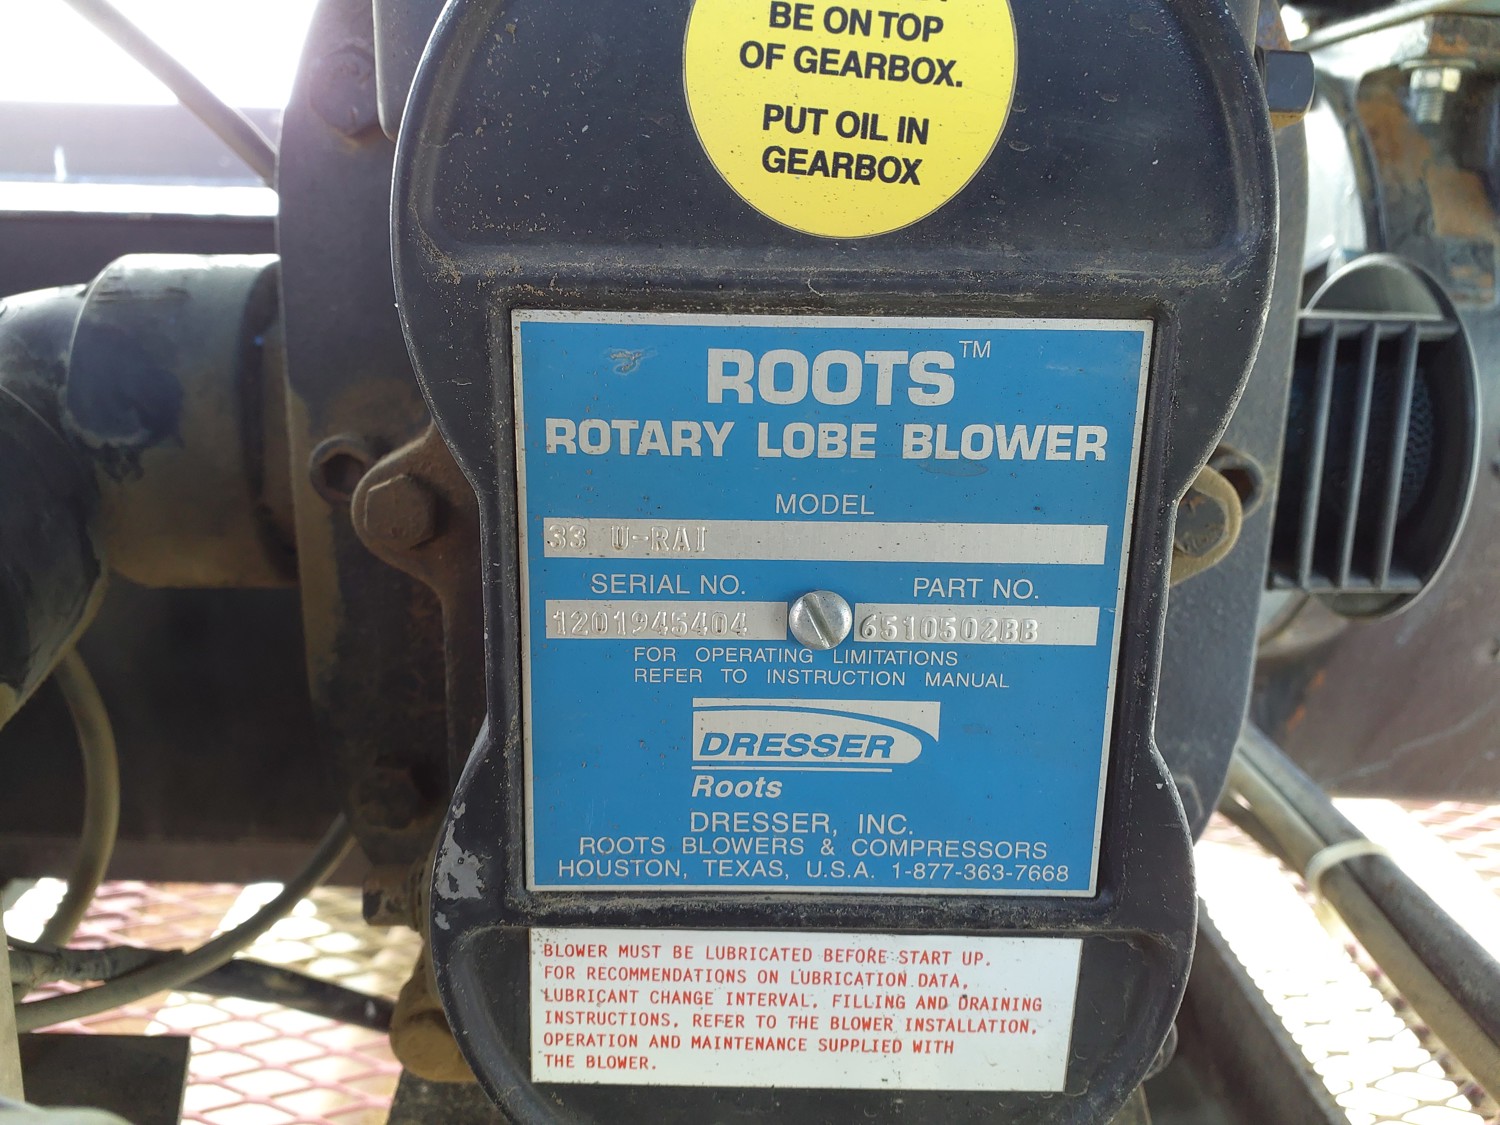 BE ON TOP
OF GEARBOX.
PUT OIL IN
GEARBOX
ROOTS™
ROTARY LOBE BLOWER
MODEL
33 U-RAI
SERIAL NO. PART NO.
1201945404 6510502BB
FOR OPERATING LIMITATIONS
REFER TO INSTRUCTION MANUAL
DRESSER
Roots
DRESSER, INC.
ROOTS BLOWERS & COMPRESSORS
HOUSTON, TEXAS, U.S.A. 1-877-363-7668
BLOWER MUST BE LUBRICATED BEFORE START UP.
FOR RECOMMENDATIONS ON LUBRICATION DATA,
LUBRICANT CHANGE INTERVAL, FILLING AND DRAINING
INSTRUCTIONS, REFER TO THE BLOWER INSTALLATION,
OPERATION AND MAINTENANCE SUPPLIED WITH
THE BLOWER.